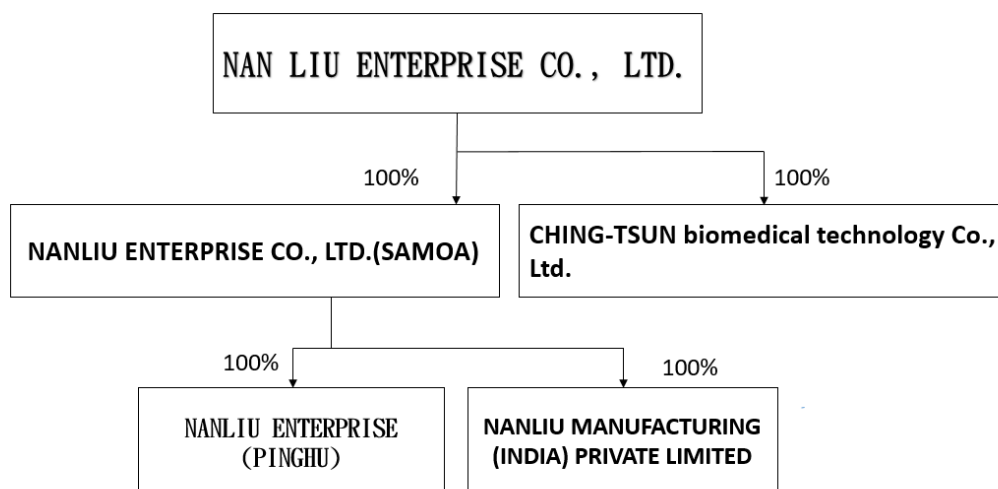 NAN LIU ENTERPRISE CO., LTD.
100%
100%
NANLIU ENTERPRISE CO., LTD.(SAMOA)
CHING-TSUN biomedical technology Co.,
Ltd.
100%
100%
NANLIU ENTERPRISE
(PINGHU)
NANLIU MANUFACTURING
(INDIA) PRIVATE LIMITED